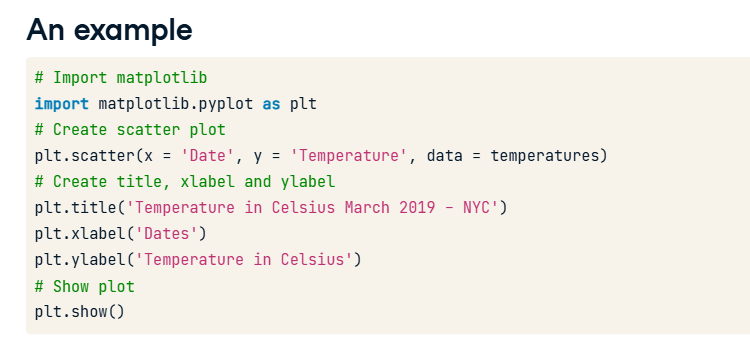 An example
# Import matplotlib
import matplotlib.pyplot as plt
# Create scatter plot
plt.scatter(x = 'Date', y = 'Temperature', data = temperatures)
# Create title, xlabel and ylabel
plt.title('Temperature in Celsius March 2019 - NYC')
plt.xlabel('Dates')
plt.ylabel('Temperature in Celsius')
# Show plot
plt.show()